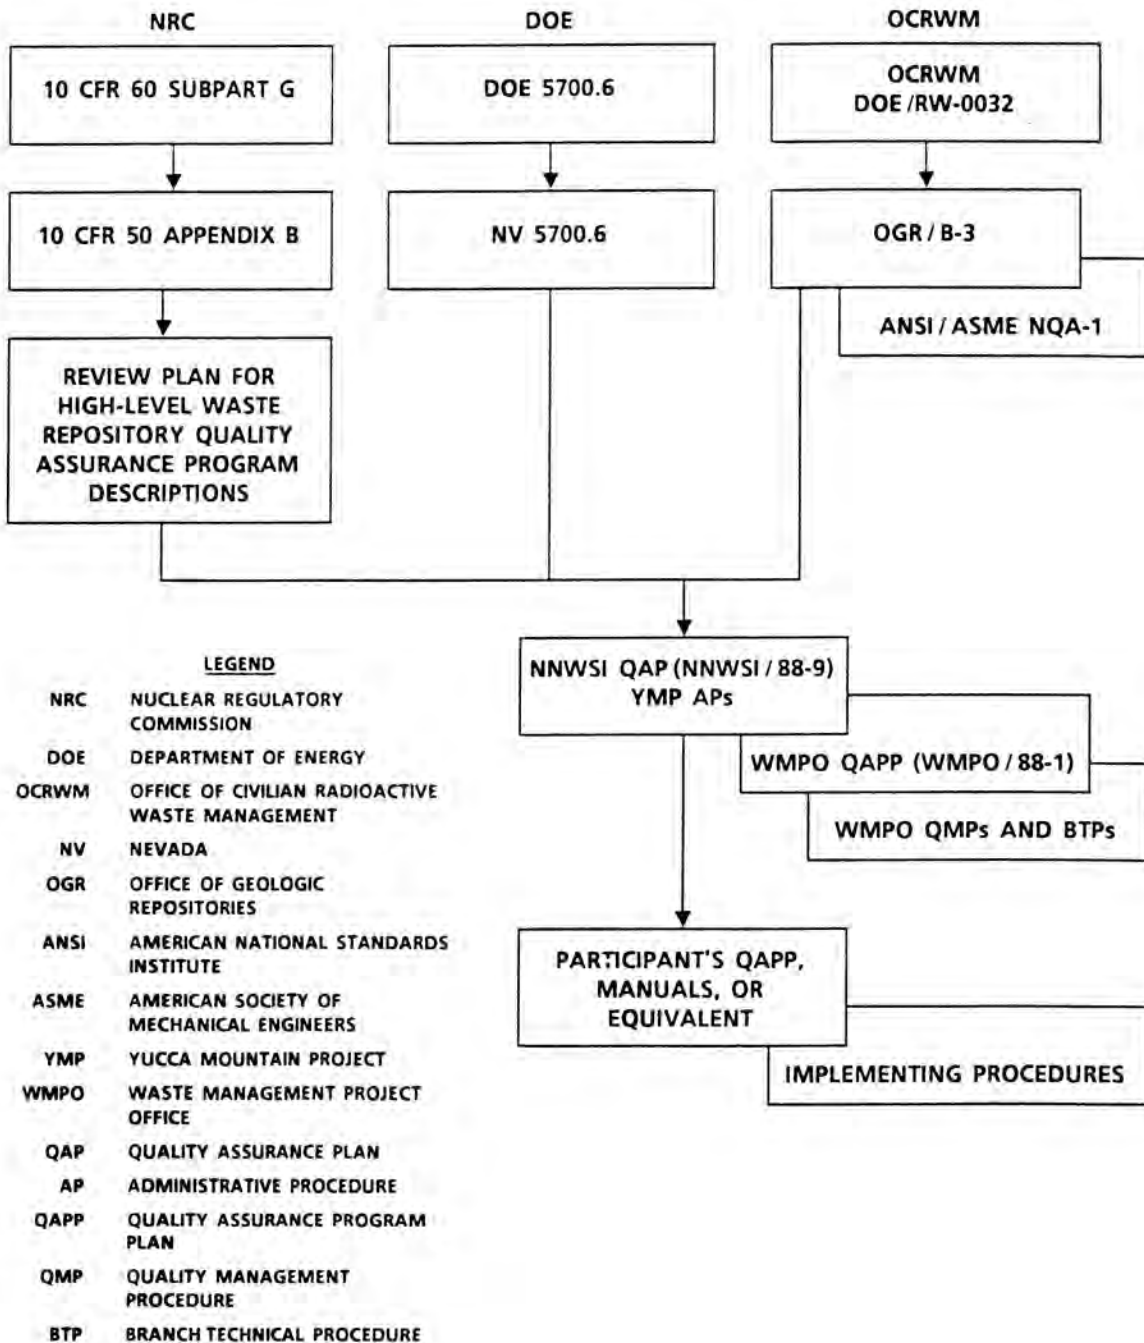 NRC
DOE
OCRWM
10 CFR 60 SUBPART G
DOE 5700.6
OCRWM
DOE/RW-0032
10 CFR 50 APPENDIX B
NV 5700.6
OGR/B-3
ANSI/ASME NQA-1
REVIEW PLAN FOR
HIGH-LEVEL WASTE
REPOSITORY QUALITY
ASSURANCE PROGRAM
DESCRIPTIONS
NNWSI QAP (NNWSI/88-9)
YMP APs
WMPO QAPP (WMPO/88-1)
WMPO QMPs AND BTPs
PARTICIPANT'S QAPP,
MANUALS, OR
EQUIVALENT
IMPLEMENTING PROCEDURES
LEGEND
NRC NUCLEAR REGULATORY
COMMISSION
DOE DEPARTMENT OF ENERGY
OCRWM OFFICE OF CIVILIAN RADIOACTIVE
WASTE MANAGEMENT
NV NEVADA
OGR OFFICE OF GEOLOGIC
REPOSITORIES
ANSI AMERICAN NATIONAL STANDARDS
INSTITUTE
ASME AMERICAN SOCIETY OF
MECHANICAL ENGINEERS
YMP YUCCA MOUNTAIN PROJECT
WMPO WASTE MANAGEMENT PROJECT
OFFICE
QAP QUALITY ASSURANCE PLAN
AP ADMINISTRATIVE PROCEDURE
QAPP QUALITY ASSURANCE PROGRAM
PLAN
QMP QUALITY MANAGEMENT
PROCEDURE
BTP BRANCH TECHNICAL PROCEDURE